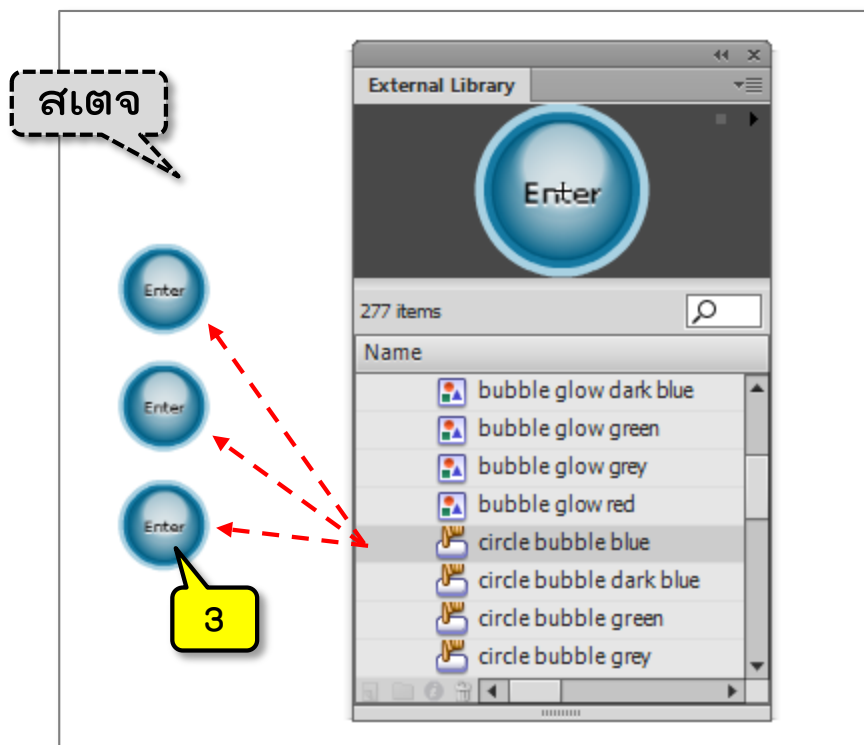 External Library
สเตจ
Enter
277 items
Name
bubble glow dark blue
bubble glow green
bubble glow grey
bubble glow red
circle bubble blue
circle bubble dark blue
circle bubble green
circle bubble grey
Enter
Enter
Enter
3